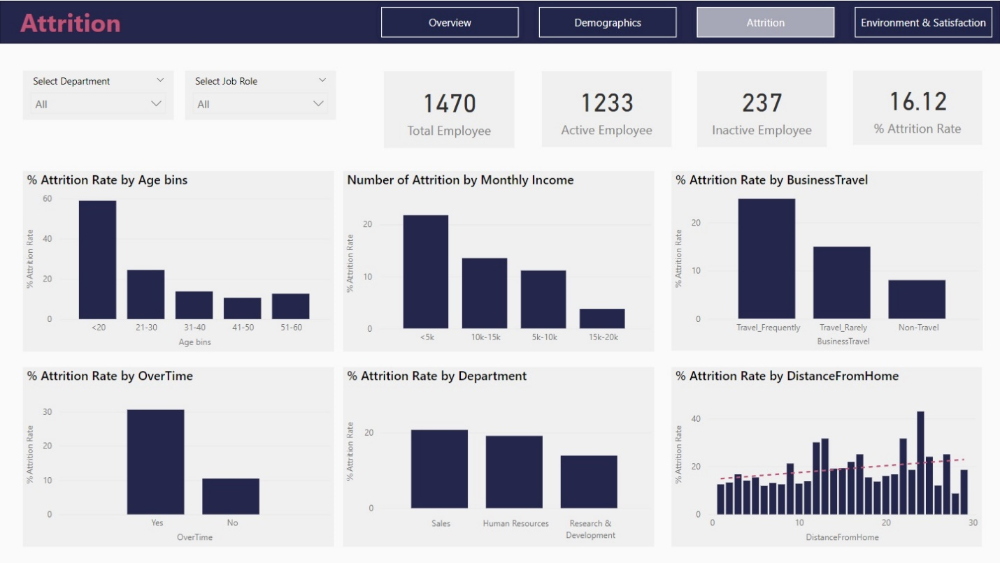 Attrition
Overview
Demographics
Attrition
Environment & Satisfaction
Select Department
All
Select Job Role
All
1470
Total Employee
1233
Active Employee
237
Inactive Employee
16.12
% Attrition Rate
% Attrition Rate by Age bins
% Attrition Rate
60
40
20
0
<20
21-30
31-40
41-50
51-60
Age bins
Number of Attrition by Monthly Income
% Attrition Rate
20
10
0
<5k
10k-15k
5k-10k
15k-20k
% Attrition Rate by BusinessTravel
% Attrition Rate
20
10
0
Travel_Frequently
Travel_Rarely
Non-Travel
BusinessTravel
% Attrition Rate by OverTime
% Attrition Rate
30
20
10
0
Yes
No
OverTime
% Attrition Rate by Department
% Attrition Rate
20
0
Sales
Human Resources
Research &
Development
% Attrition Rate by DistanceFromHome
% Attrition Rate
40
20
0
0
10
20
30
DistanceFromHome